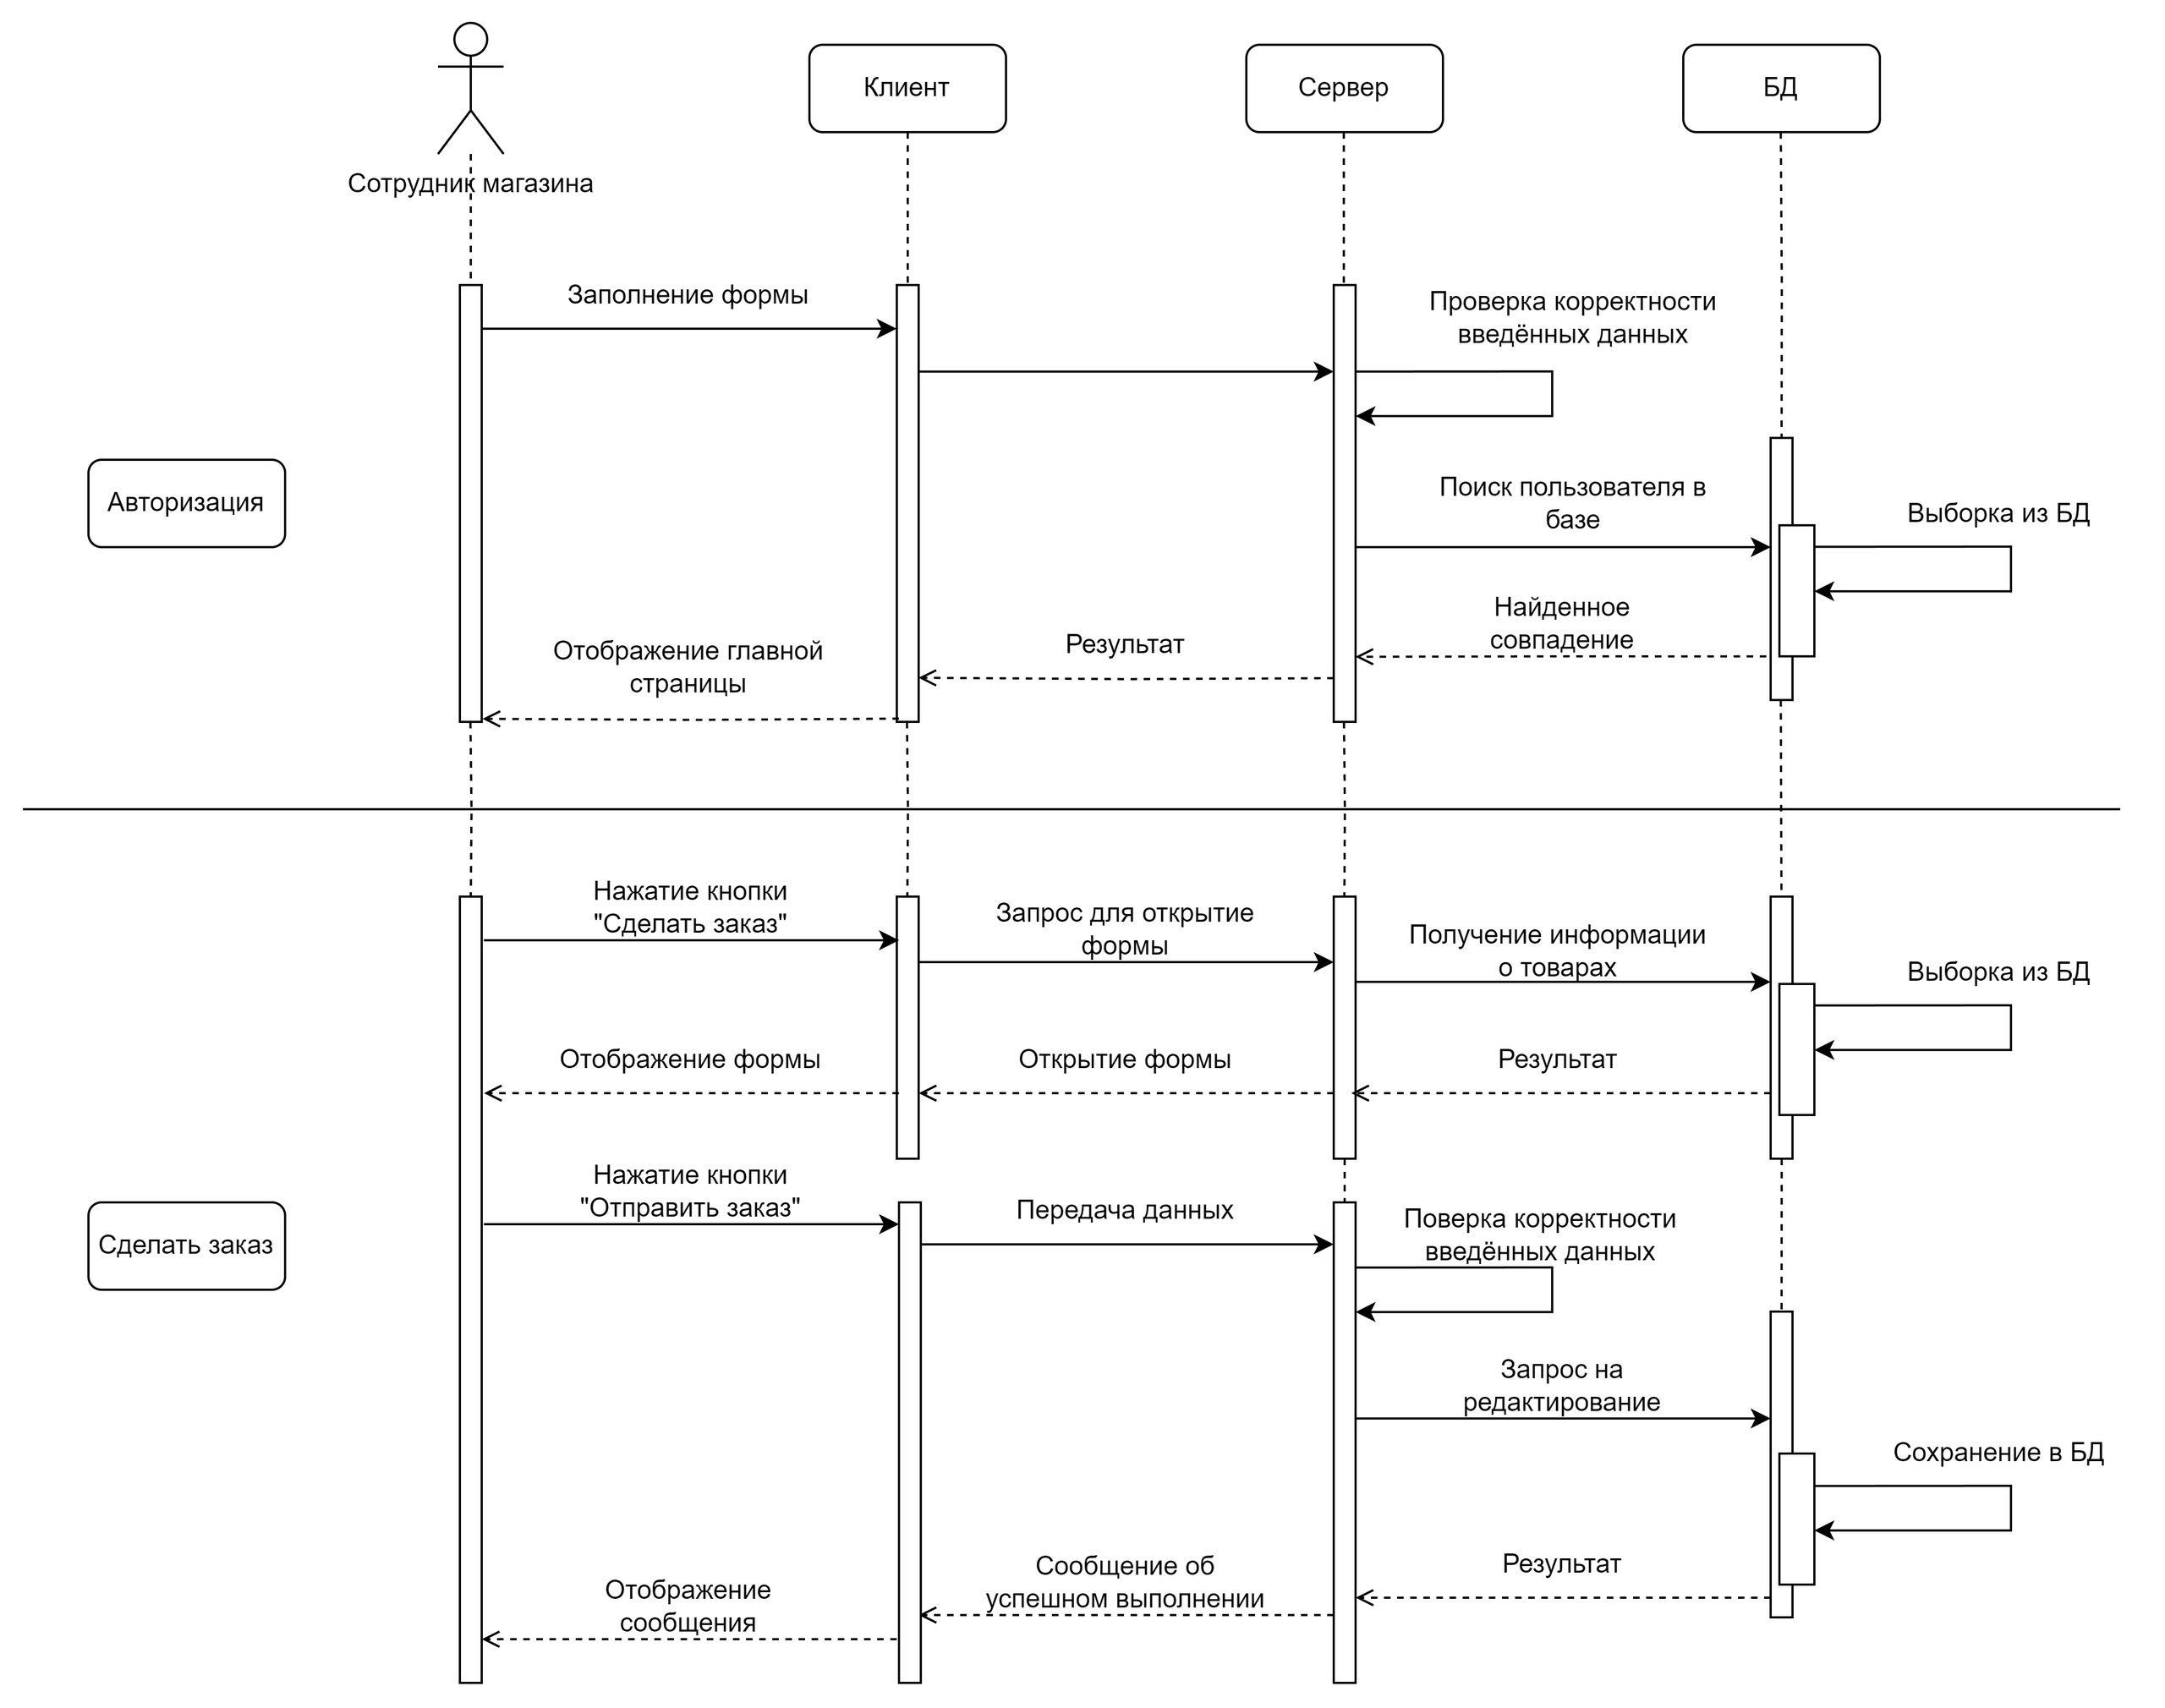 Клиент
Сервер
БД
Сотрудник магазина
Заполнение формы
Проверка корректности
введённых данных
Авторизация
Поиск пользователя в
базе
Выборка из БД
Найденное
совпадение
Результат
Отображение главной
страницы
Нажатие кнопки
"Сделать заказ"
Запрос для открытие
формы
Получение информации
о товарах
Выборка из БД
Отображение формы
Открытие формы
Результат
Нажатие кнопки
"Отправить заказ"
Передача данных
Поверка корректности
введённых данных
Сделать заказ
Запрос на
редактирование
Сохранение в БД
Результат
Сообщение об
успешном выполнении
Отображение
сообщения